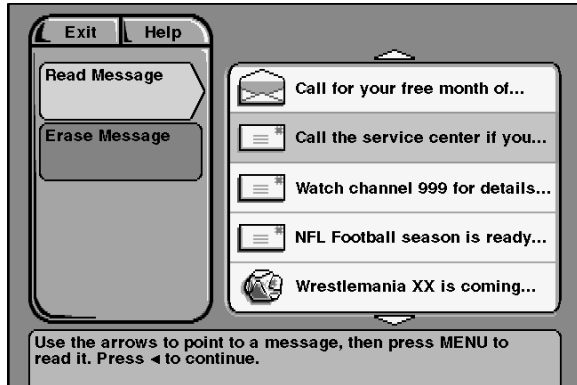 Exit Help
Read Message
Erase Message
Call for your free month of...
Call the service center if you...
Watch channel 999 for details...
NFL Football season is ready...
Wrestlemania XX is coming...
Use the arrows to point to a message, then press MENU to
read it. Press ◄ to continue.